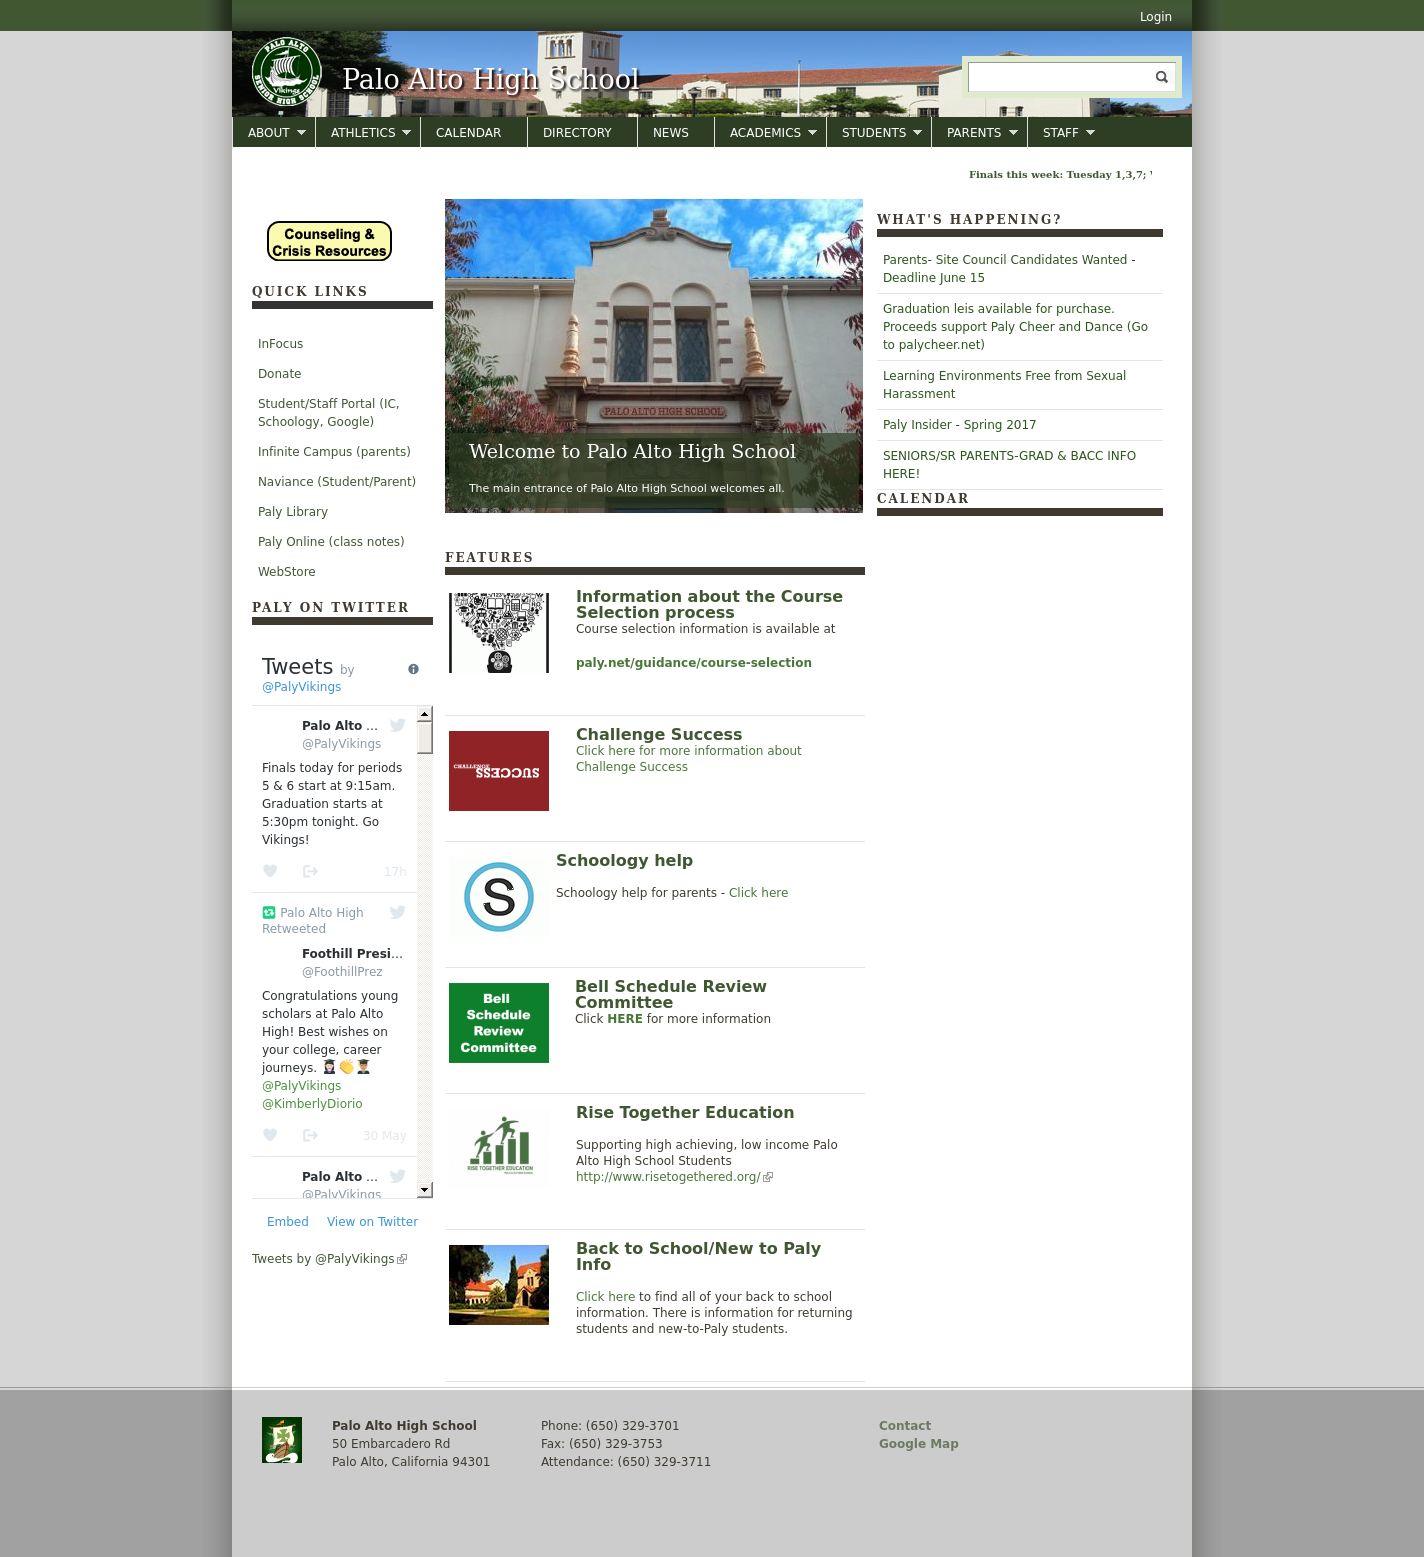 Login
PALO ALTO
Vikings
SENIOR HIGH SCHOOL
Palo Alto High School
ABOUT
ATHLETICS
CALENDAR
DIRECTORY
NEWS
ACADEMICS
STUDENTS
PARENTS
STAFF
Finals this week: Tuesday 1,3,7;
Counseling &
Crisis Resources
QUICK LINKS
InFocus
Donate
Student/Staff Portal (IC,
Schoology, Google)
Infinite Campus (parents)
Naviance (Student/Parent)
Paly Library
Paly Online (class notes)
WebStore
PALY ON TWITTER
Tweets by
@PalyVikings
Palo Alto ...
@PalyVikings
Finals today for periods
5 & 6 start at 9:15am.
Graduation starts at
5:30pm tonight. Go
Vikings!
17h
Palo Alto High
Retweeted
Foothill Presi...
@FoothillPrez
Congratulations young
scholars at Palo Alto
High! Best wishes on
your college, career
journeys.
@PalyVikings
@KimberlyDiorio
30 May
Palo Alto ...
@PalyVikings
Embed
View on Twitter
Tweets by @PalyVikings
PALO ALTO HIGH SCHOOL
Welcome to Palo Alto High School
The main entrance of Palo Alto High School welcomes all.
FEATURES
Information about the Course
Selection process
Course selection information is available at
paly.net/guidance/course-selection
CHALLENGE
SUCCESS
Challenge Success
Click here for more information about
Challenge Success
S
Schoology help
Schoology help for parents - Click here
Bell
Schedule
Review
Committee
Bell Schedule Review
Committee
Click HERE for more information
RISE TOGETHER EDUCATION
Rise Together Education
Supporting high achieving, low income Palo
Alto High School Students
http://www.risetogethered.org/
Back to School/New to Paly
Info
Click here to find all of your back to school
information. There is information for returning
students and new-to-Paly students.
WHAT'S HAPPENING?
Parents- Site Council Candidates Wanted -
Deadline June 15
Graduation leis available for purchase.
Proceeds support Paly Cheer and Dance (Go
to palycheer.net)
Learning Environments Free from Sexual
Harassment
Paly Insider - Spring 2017
SENIORS/SR PARENTS-GRAD & BACC INFO
HERE!
CALENDAR
Palo Alto High School
50 Embarcadero Rd
Palo Alto, California 94301
Phone: (650) 329-3701
Fax: (650) 329-3753
Attendance: (650) 329-3711
Contact
Google Map